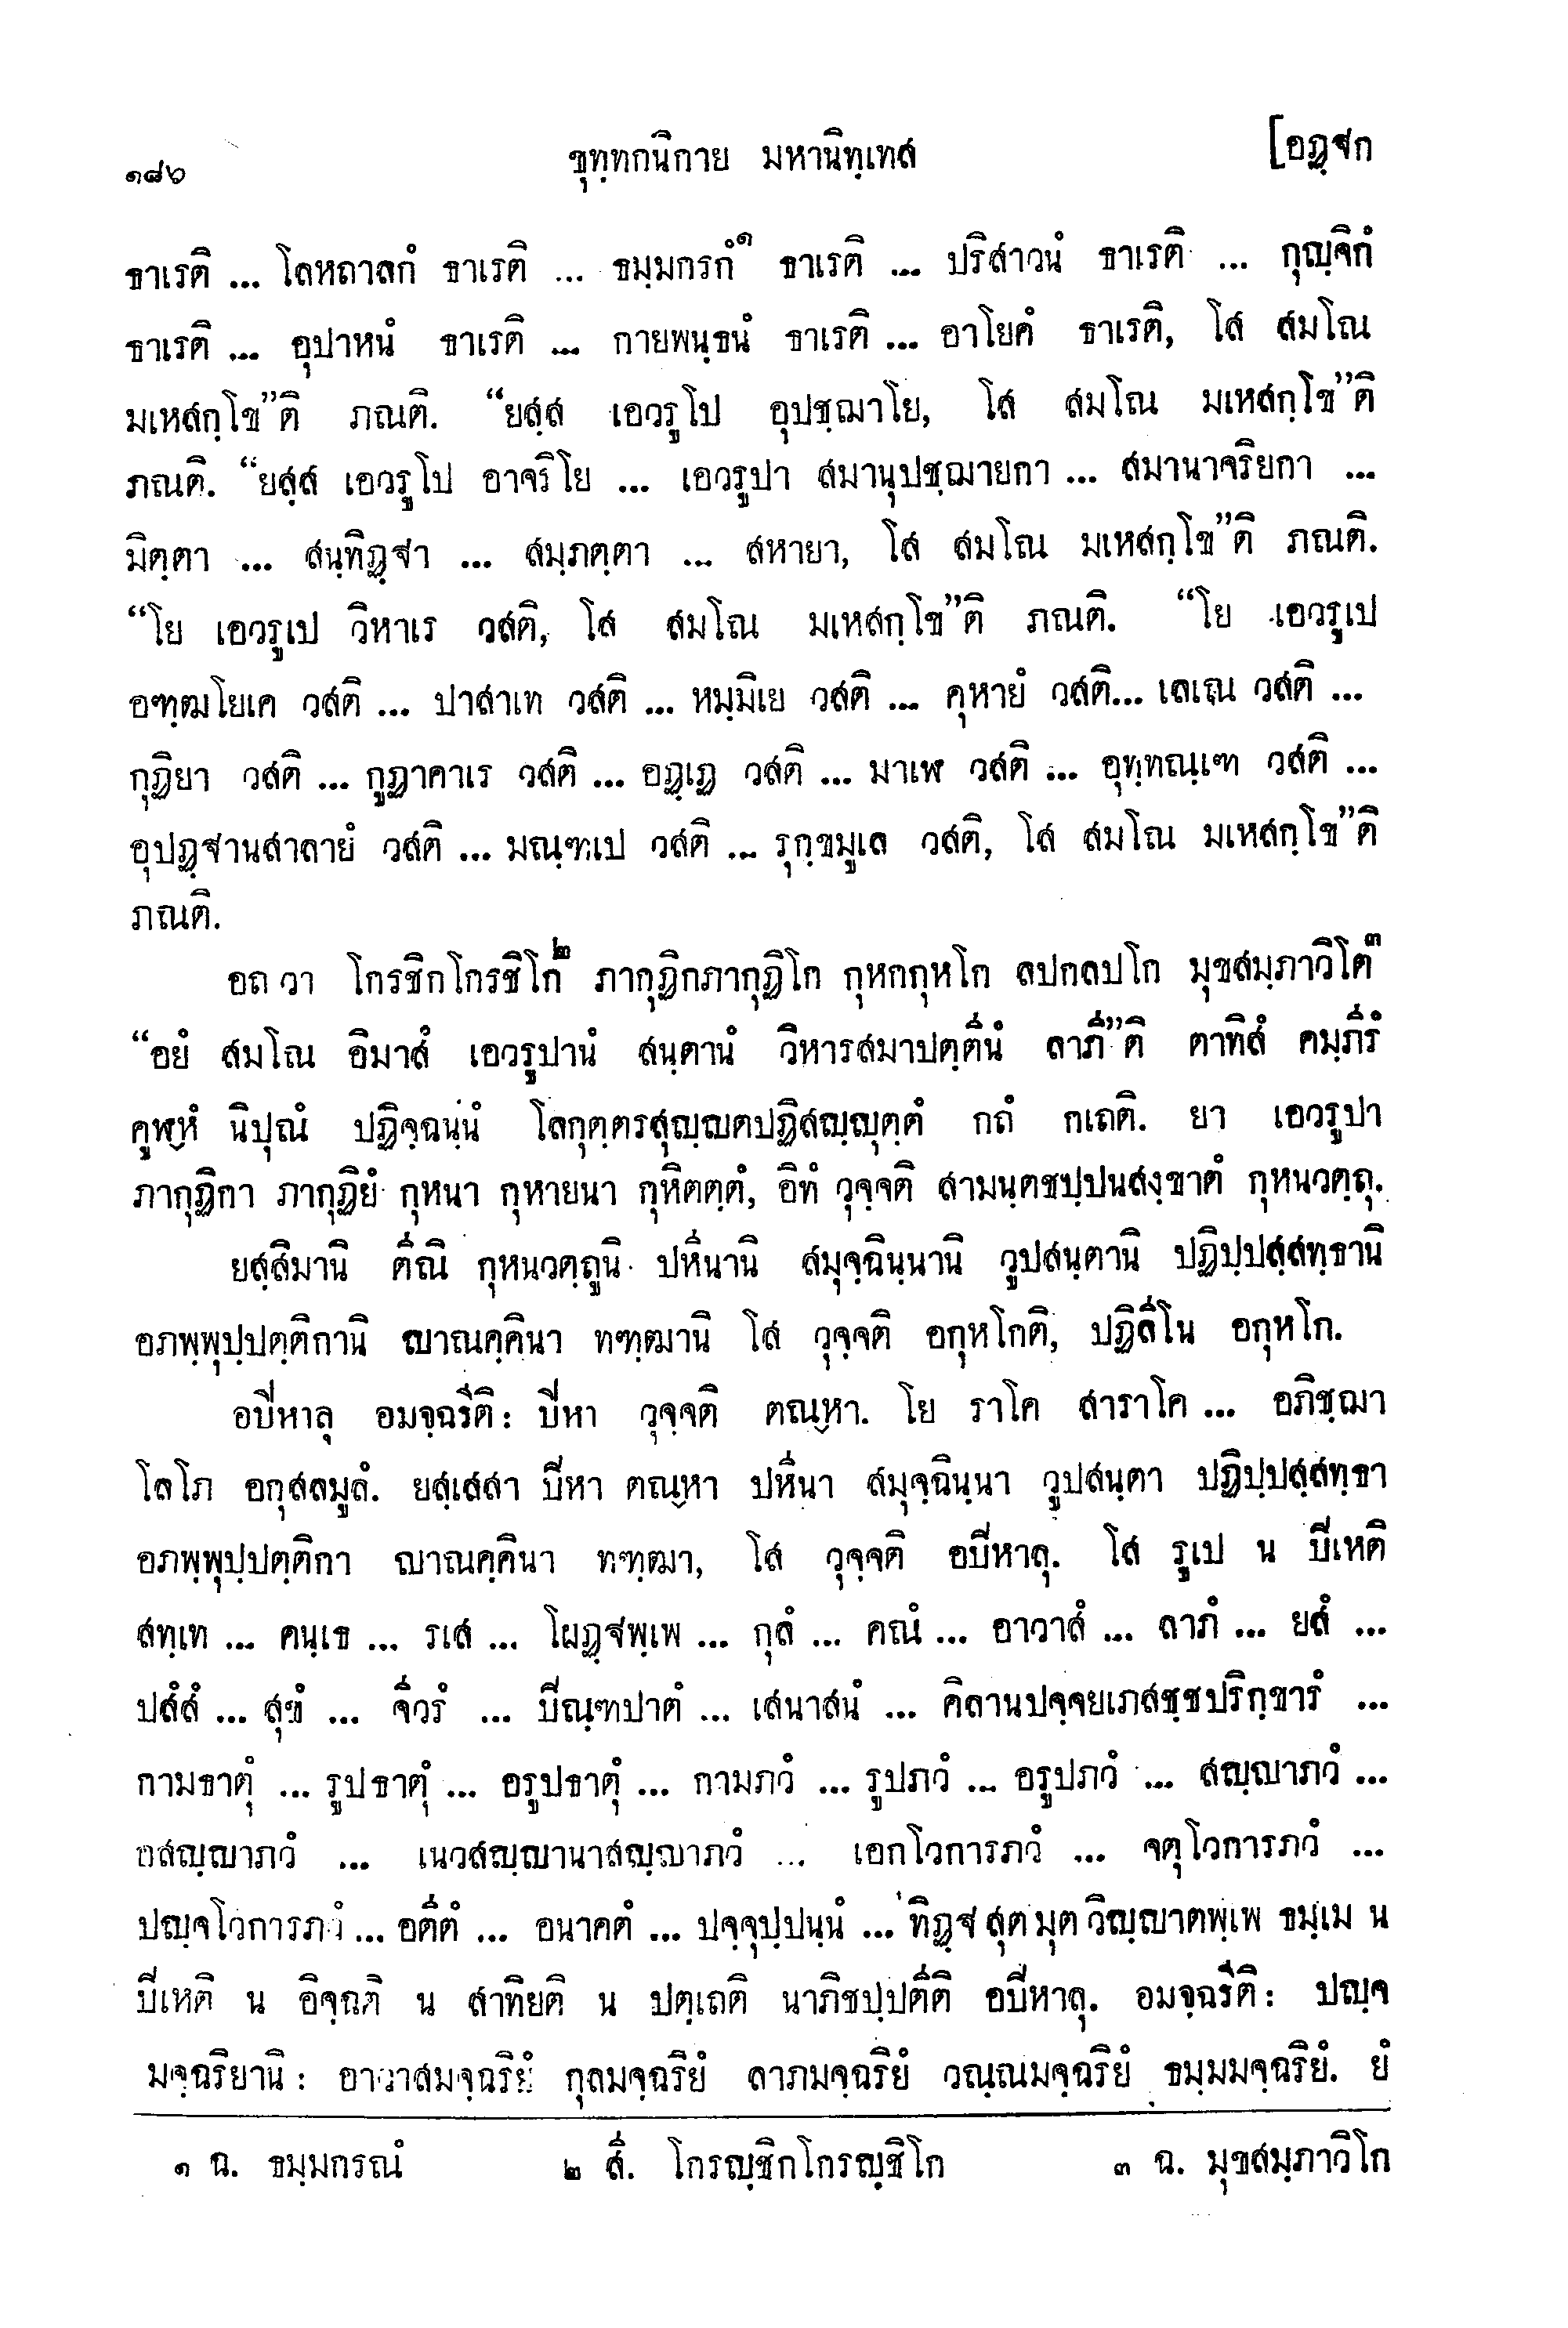 ๑๘๖ ขุทฺทกนิกาย มหานิทฺเทส [อฏฺฐก
ธาเรติ ... โลหถาลกํ ธาเรติ ... ธมฺมกรกํ๑ ธาเรติ ... ปริสาวนํ ธาเรติ ... กุญฺจิกํ
ธาเรติ ... อุปาหนํ ธาเรติ ... กายพนฺธนํ ธาเรติ ... อาโยคํ ธาเรติ, โส สมโณ
มเหสกฺโข”ติ ภณติ. “ยสฺส เอวรูโป อุปชฺฌาโย, โส สมโณ มเหสกฺโข”ติ
ภณติ. “ยสฺส เอวรูโป อาจริโย ... เอวรูปา สมานุปชฺฌายกา ... สมานาจริยกา ...
มิตฺตา ... สนฺทิฏฺฐา ... สมฺภตฺตา ... สหายา, โส สมโณ มเหสกฺโข”ติ ภณติ.
“โย เอวรูเป วิหาเร วสติ, โส สมโณ มเหสกฺโข”ติ ภณติ. “โย เอวรูเป
อฑฺฒโยเค วสติ ... ปาสาเท วสติ ... หมฺมิเย วสติ ... คุหายํ วสติ... เลเณ วสติ ...
กุฏิยา วสติ ... กูฏาคาเร วสติ ... อฏฺเฏ วสติ ... มาเฬ วสติ ... อุทฺทณฺเฑ วสติ ...
อุปฏฺฐานสาลายํ วสติ ... มณฺฑเป วสติ ... รุกฺขมูเล วสติ, โส สมโณ มเหสกฺโข”ติ
ภณติ.
อถ วา โกรชิกโกรชิโก๒ ภากุฏิกภากุฏิโก กุหกกุหโก ลปกลปโก มุขสมฺภาวิโต๓
“อยํ สมโณ อิมาสํ เอวรูปานํ สนฺตานํ วิหารสมาปตฺตีนํ ลาภี”ติ ตาทิสํ คมฺภีรํ
คูฬฺหํ นิปุณํ ปฏิจฺฉนฺนํ โลกุตฺตรสุญฺญตปฏิสญฺญุตฺตํ กถํ กเถติ. ยา เอวรูปา
ภากุฏิกา ภากุฏิยํ กุหนา กุหายนา กุหิตตฺตํ, อิทํ วุจฺจติ สามนฺตชปฺปนสงฺขาตํ กุหนวตฺถุ.
ยสฺสิมานิ ตีณิ กุหนวตฺถูนิ ปหีนานิ สมุจฺฉินฺนานิ วูปสนฺตานิ ปฏิปฺปสฺสทฺธานิ
อภพฺพุปฺปตฺติกานิ ญาณคฺคินา ทฑฺฒานิ โส วุจฺจติ อกุหโกติ, ปฏิลีโน อกุหโก.
อปีหาลุ อมจฺฉรีติ: ปีหา วุจฺจติ ตณฺหา. โย ราโค สาราโค ... อภิชฺฌา
โลโภ อกุสลมูลํ. ยสฺเสสา ปีหา ตณฺหา ปหีนา สมุจฺฉินฺนา วูปสนฺตา ปฏิปฺปสฺสทฺธา
อภพฺพุปฺปตฺติกา ญาณคฺคินา ทฑฺฒา, โส วุจฺจติ อปีหาลุ. โส รูเป น ปีเหติ
สทฺเท ... คนฺเธ ... รเส ... โผฏฺฐพฺเพ ... กุลํ ... คณํ ... อาวาสํ ... ลาภํ ... ยสํ ...
ปสํสํ ... สุขํ ... จีวรํ ... ปิณฺฑปาตํ ... เสนาสนํ ... คิลานปจฺจยเภสชฺชปริกฺขารํ ...
กามธาตุํ ... รูปธาตุํ ... อรูปธาตุํ ... กามภวํ ... รูปภวํ ... อรูปภวํ ... สญฺญาภวํ ...
อสญฺญาภวํ ... เนวสญฺญานาสญฺญาภวํ ... เอกโวการภวํ ... จตุโวการภวํ ...
ปญฺจโวการภวํ ... อตีตํ ... อนาคตํ ... ปจฺจุปฺปนฺนํ ... ทิฏฺฐ สุต มุต วิญฺญาตพฺเพ ธมฺเม น
ปีเหติ น อิจฺฉติ น สาทิยติ น ปตฺเถติ นาภิชปฺปตีติ อปีหาลุ. อมจฺฉรีติ: ปญฺจ
มจฺฉริยานิ: อาวาสมจฺฉริยํ กุลมจฺฉริยํ ลาภมจฺฉริยํ วณฺณมจฺฉริยํ ธมฺมมจฺฉริยํ. ยํ
๑ ฉ. ธมฺมกรณํ ๒ สี. โกรญฺชิกโกรญฺชิโก ๓ ฉ. มุขสมฺภาวิโก